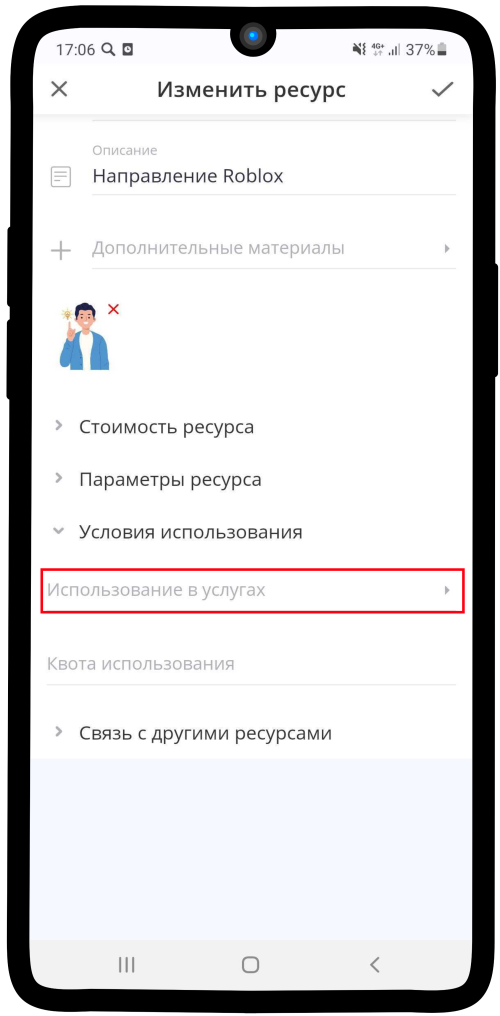 17:06
4G+
37%
Изменить ресурс
Описание
Направление Roblox
Дополнительные материалы
Стоимость ресурса
Параметры ресурса
Условия использования
Использование в услугах
Квота использования
Связь с другими ресурсами